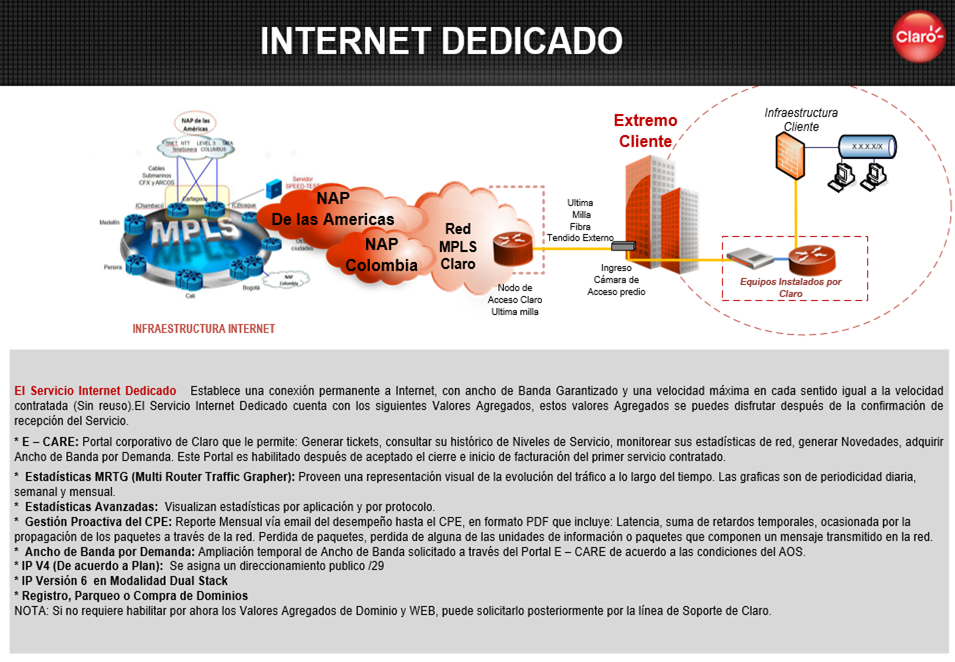 INTERNET DEDICADO
Claro
NAP de las
Américas
TINET NTT LEVEL 3 TATA
Telefonera COLUMBUS
Cables
Submarinos
CFX y ARCOS
Servidor
SPEED-TEST
Cartagena
(Chambacú)
(C)Bosque
Medellín
MPLS
ciudades
Pereira
Cali
Bogotá
NAP
Colombia
INFRAESTRUCTURA INTERNET
NAP
De las Americas
NAP
Colombia
Red
MPLS
Claro
Nodo de
Acceso Claro
Ultima milla
Ultima
Milla
Fibra
Tendido Externo
Extremo
Cliente
Ingreso
Cámara de
Acceso predio
Infraestructura
Cliente
X.X.X.X/X
Equipos Instalados por
Claro
El Servicio Internet Dedicado Establece una conexión permanente a Internet, con ancho de Banda Garantizado y una velocidad máxima en cada sentido igual a la velocidad
contratada (Sin reuso).El Servicio Internet Dedicado cuenta con los siguientes Valores Agregados, estos valores Agregados se puedes disfrutar después de la confirmación de
recepción del Servicio.
* E – CARE: Portal corporativo de Claro que le permite: Generar tickets, consultar su histórico de Niveles de Servicio, monitorear sus estadísticas de red, generar Novedades, adquirir
Ancho de Banda por Demanda. Este Portal es habilitado después de aceptado el cierre e inicio de facturación del primer servicio contratado.
* Estadísticas MRTG (Multi Router Traffic Grapher): Proveen una representación visual de la evolución del tráfico a lo largo del tiempo. Las graficas son de periodicidad diaria,
semanal y mensual.
* Estadísticas Avanzadas: Visualizan estadísticas por aplicación y por protocolo.
* Gestión Proactiva del CPE: Reporte Mensual vía email del desempeño hasta el CPE, en formato PDF que incluye: Latencia, suma de retardos temporales, ocasionada por la
propagación de los paquetes a través de la red. Perdida de paquetes, perdida de alguna de las unidades de información o paquetes que componen un mensaje transmitido en la red.
* Ancho de Banda por Demanda: Ampliación temporal de Ancho de Banda solicitado a través del Portal E – CARE de acuerdo a las condiciones del AOS.
* IP V4 (De acuerdo a Plan): Se asigna un direccionamiento publico /29
* IP Versión 6 en Modalidad Dual Stack
* Registro, Parqueo o Compra de Dominios
NOTA: Si no requiere habilitar por ahora los Valores Agregados de Dominio y WEB, puede solicitarlo posteriormente por la línea de Soporte de Claro.